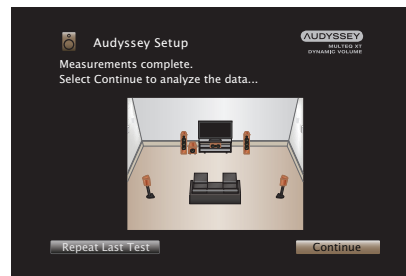 Audyssey Setup
AUDYSSEY
MULTEQ XT
DYNAMIC VOLUME
Measurements complete.
Select Continue to analyze the data...
Repeat Last Test
Continue